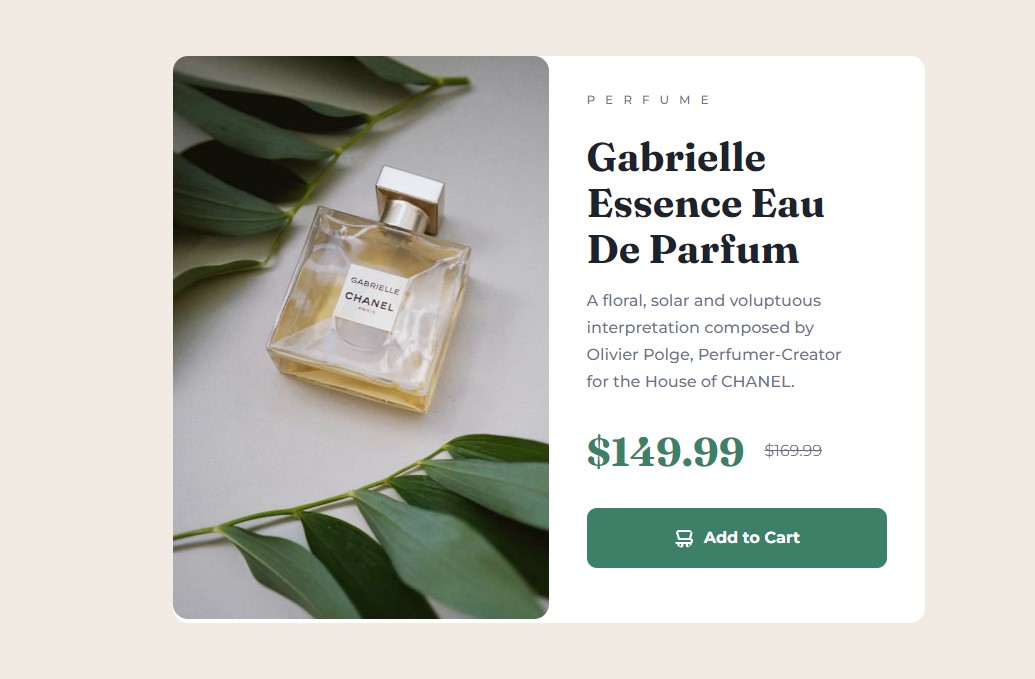 GABRIELLE
CHANEL
PARIS
PERFUME
Gabrielle
Essence Eau
De Parfum
A floral, solar and voluptuous
interpretation composed by
Olivier Polge, Perfumer-Creator
for the House of CHANEL.
$149.99 $169.99
Add to Cart